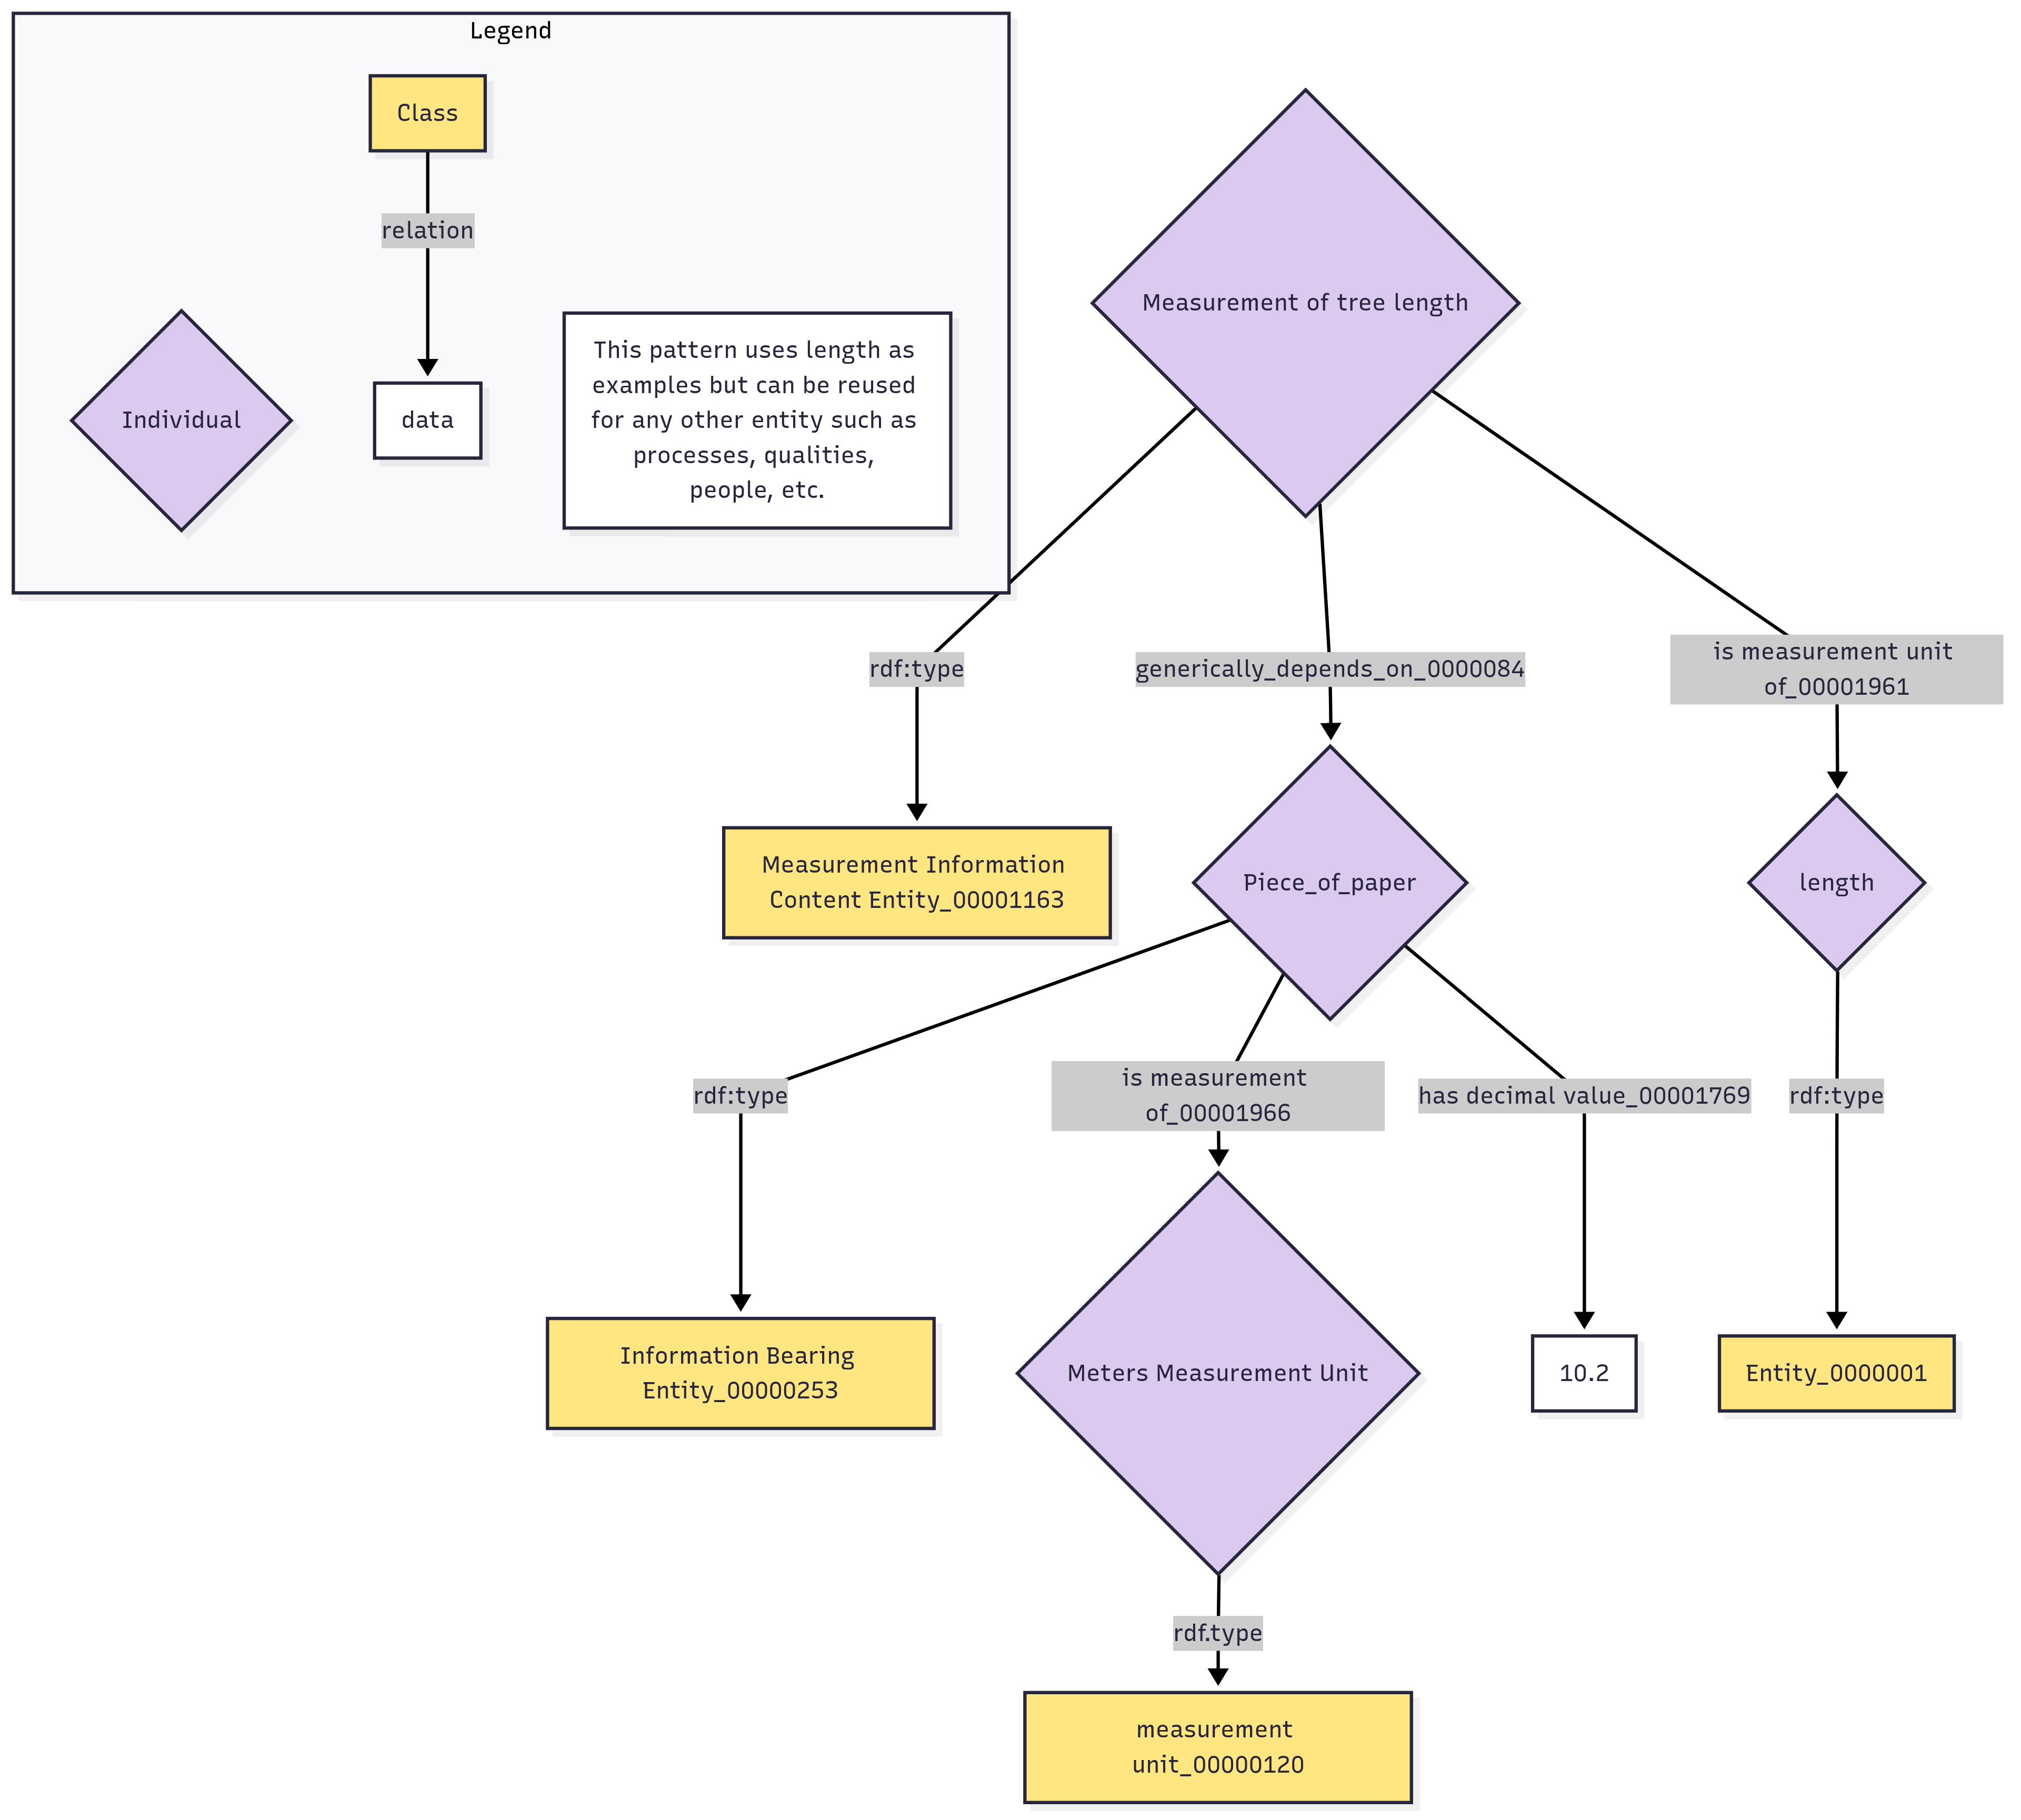 Legend
Class
relation
Individual
data
This pattern uses length as
examples but can be reused
for any other entity such as
processes, qualities,
people, etc.
Measurement of tree length
rdf:type
generically_depends_on_0000084
is measurement unit
of_00001961
Measurement Information
Content Entity_00001163
Piece_of_paper
length
rdf:type
is measurement
of_00001966
has decimal value_00001769
rdf:type
Information Bearing
Entity_00000253
Meters Measurement Unit
10.2
Entity_0000001
rdf.type
measurement
unit_00000120